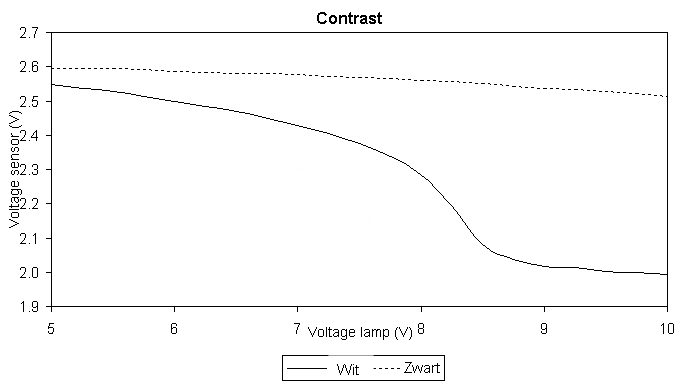 Contrast
2.7
2.6
2.5
2.4
2.3
2.2
2.1
2.0
1.9
Voltage sensor (V)
5 6 7 8 9 10
Voltage lamp (V)
Wit Zwart